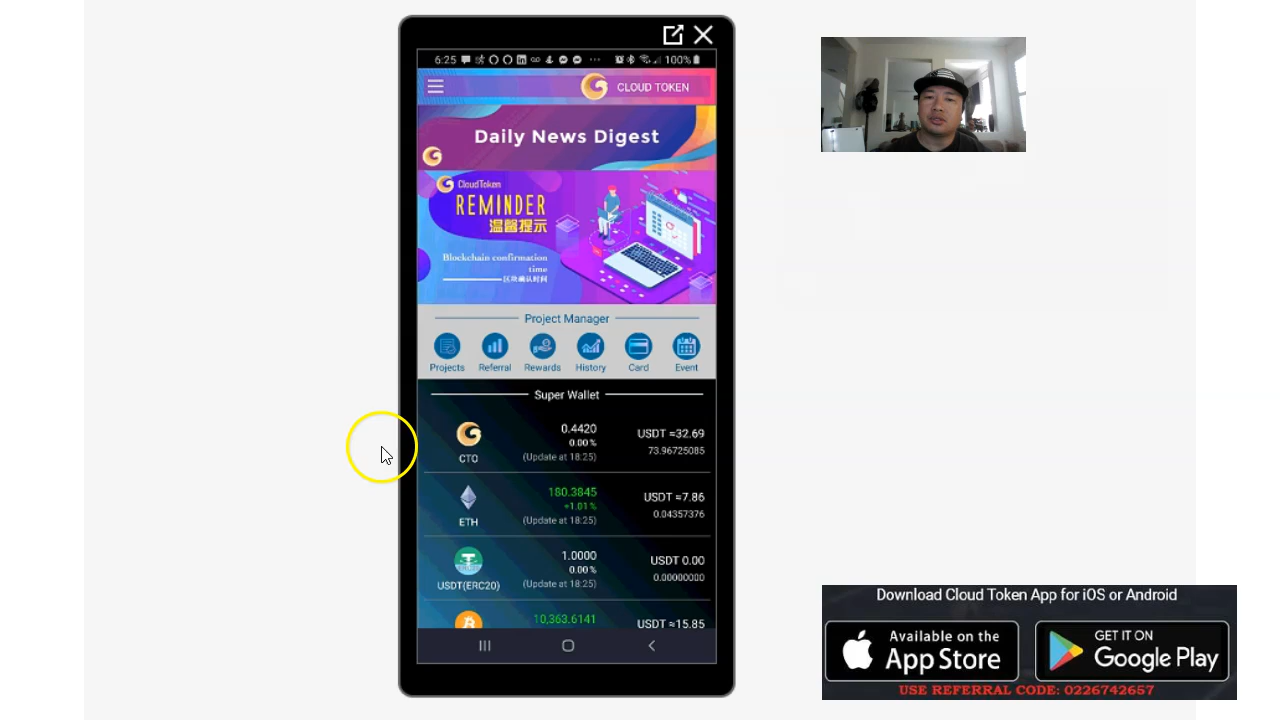 6:25
100%
CLOUD TOKEN
Daily News Digest
CloudToken
REMINDER
温馨提示
Blockchain confirmation
time
区块确认时间
Project Manager
Projects Referral Rewards History Card Event
Super Wallet
0.4420 USDT ≈32.69
0.00 % 73.96725085
CTO (Update at 18:25)
180.3845 USDT ≈7.86
+1.01 % 0.04357376
ETH (Update at 18:25)
1.0000 USDT 0.00
0.00 % 0.00000000
USDT(ERC20) (Update at 18:25)
10,363.6141 USDT ≈15.85
Download Cloud Token App for iOS or Android
Available on the
App Store
GET IT ON
Google Play
USE REFERRAL CODE: 0226742657